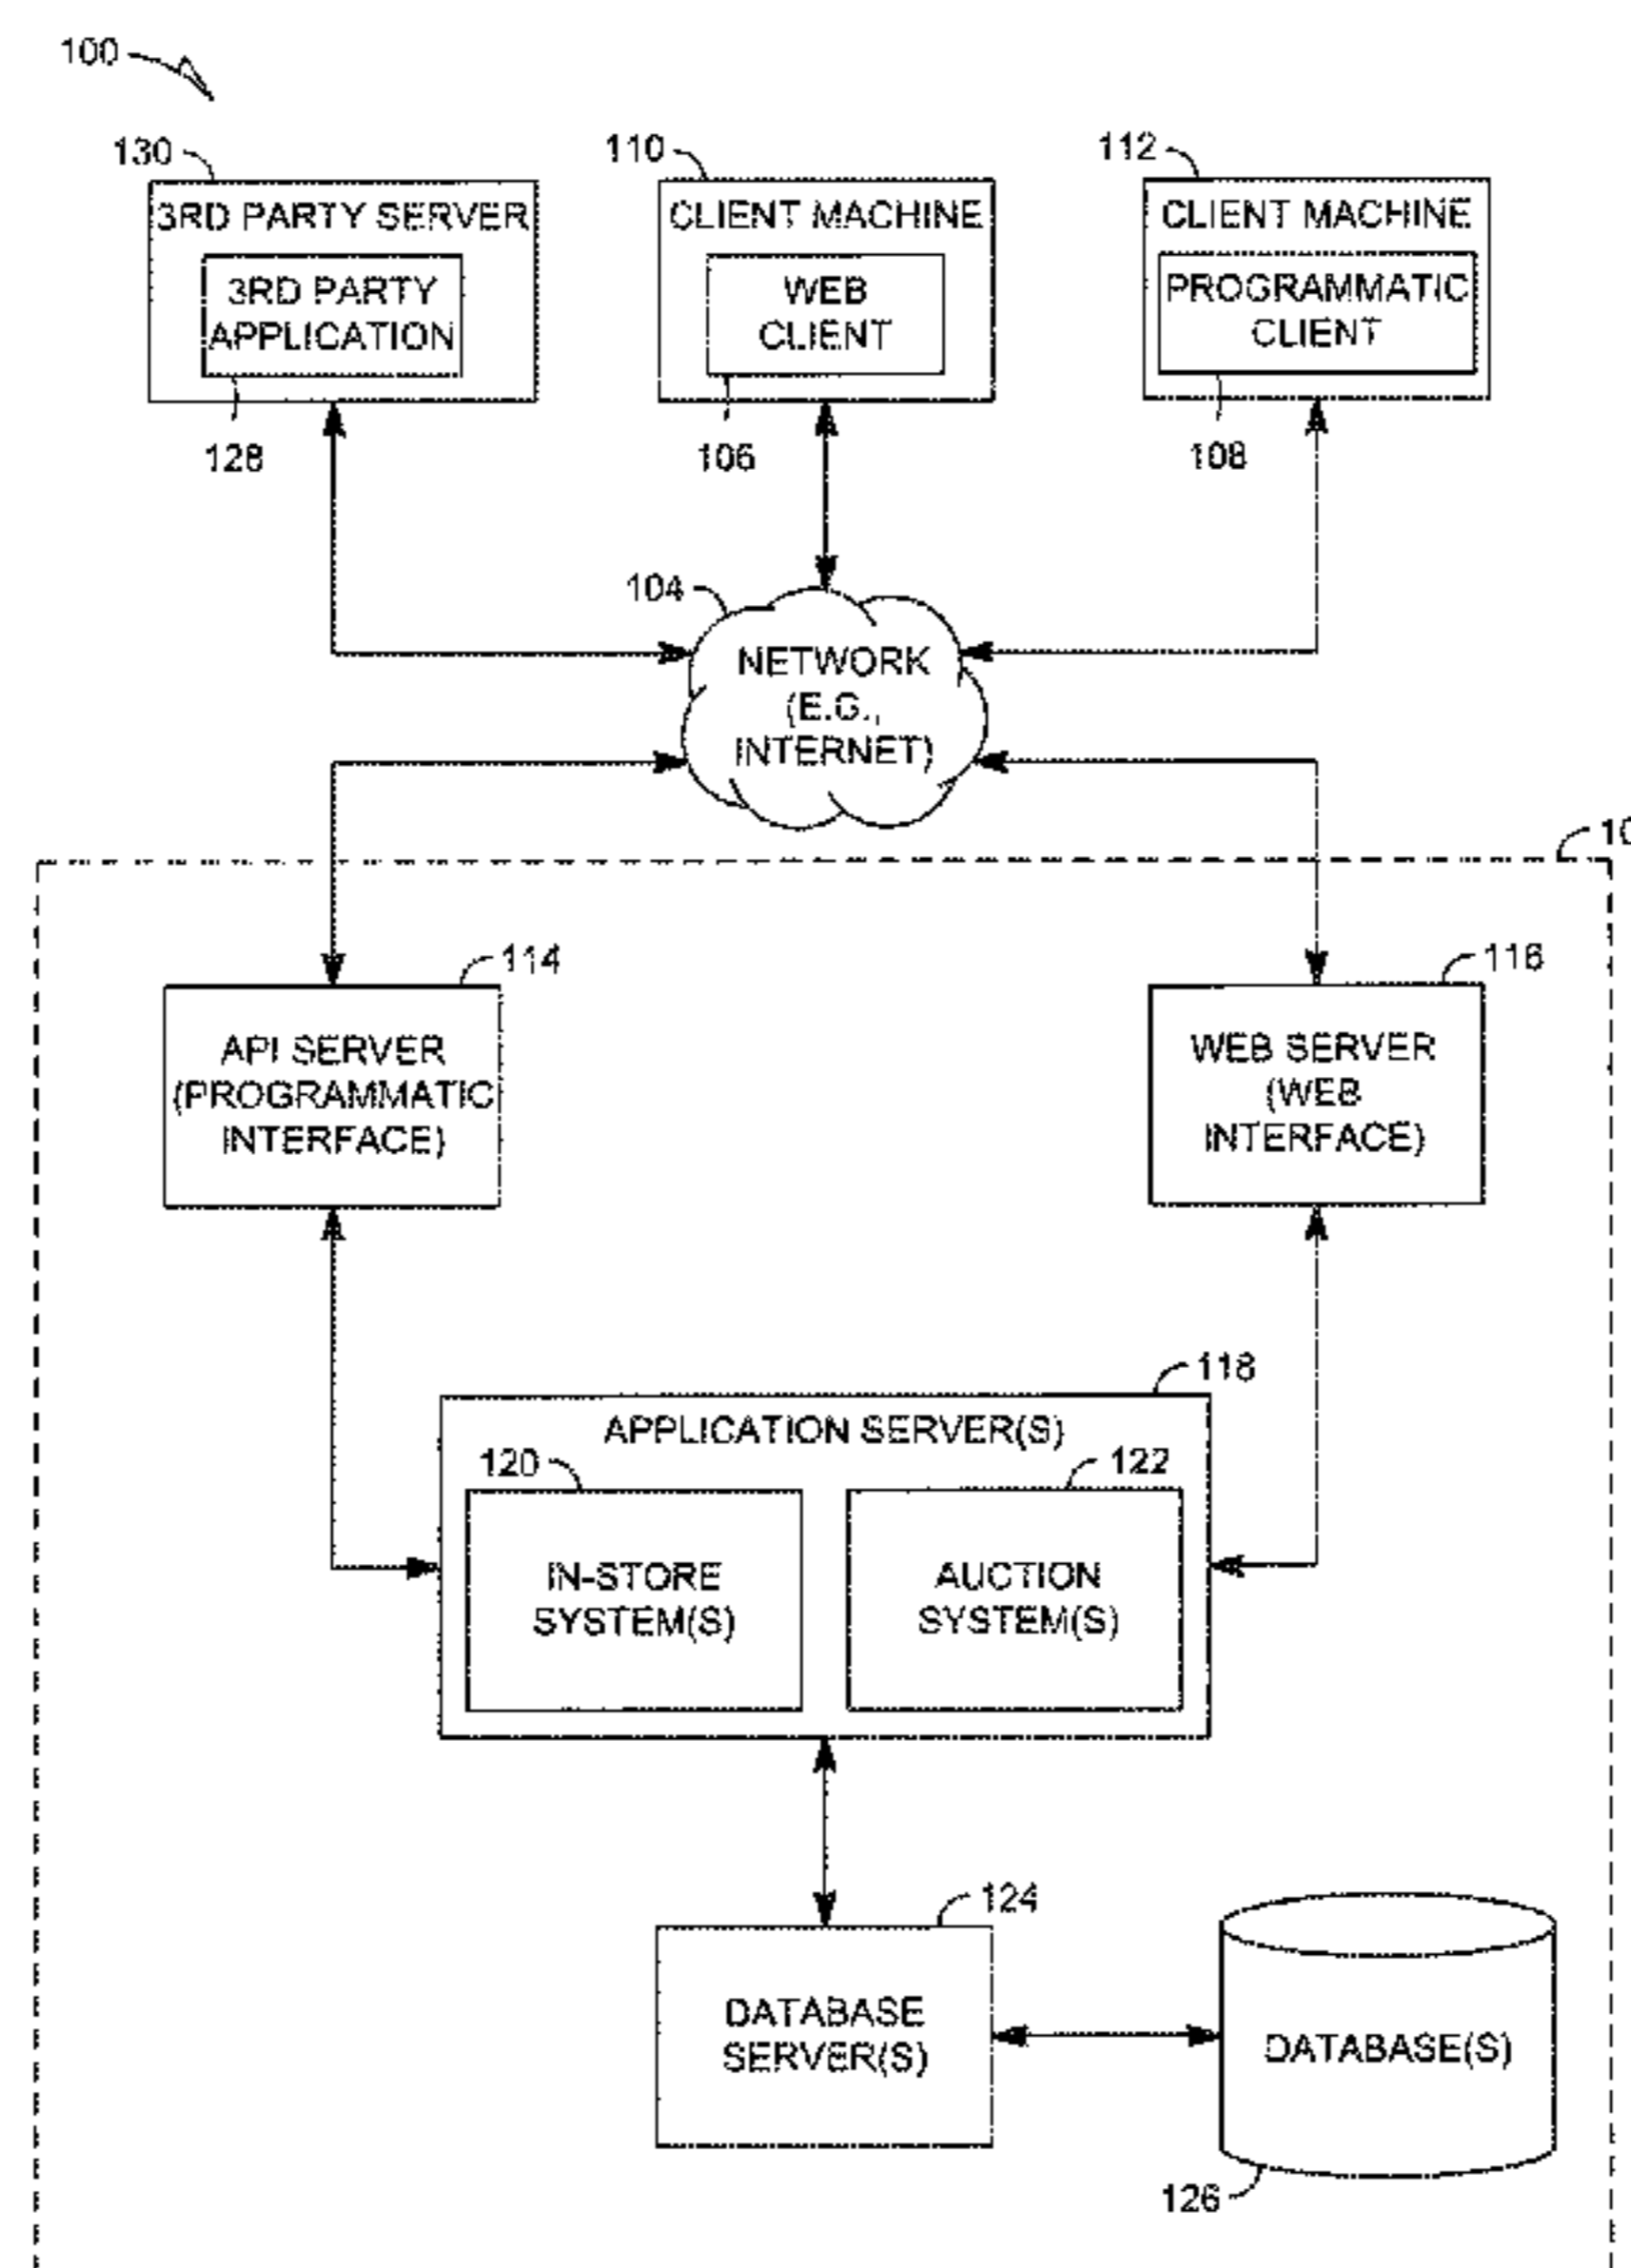 100
130
110
112
3RD PARTY SERVER
CLIENT MACHINE
CLIENT MACHINE
3RD PARTY
APPLICATION
WEB
CLIENT
PROGRAMMATIC
CLIENT
128
106
108
104
NETWORK
(E.G.,
INTERNET)
114
116
API SERVER
(PROGRAMMATIC
INTERFACE)
WEB SERVER
(WEB
INTERFACE)
118
APPLICATION SERVER(S)
120
122
IN-STORE
SYSTEM(S)
AUCTION
SYSTEM(S)
124
DATABASE
SERVER(S)
DATABASE(S)
126